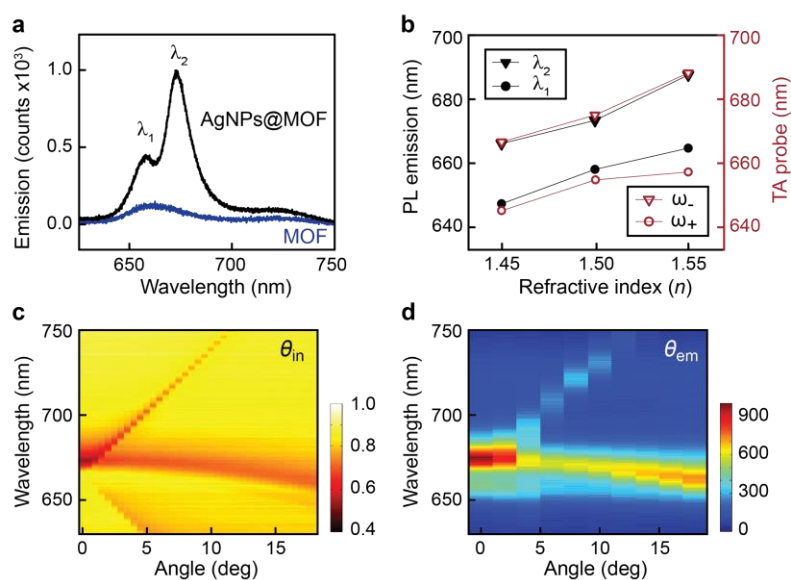 a
Emission (counts x10³)
1.0
0.5
0.0
λ₁
λ₂
AgNPs@MOF
MOF
650
700
750
Wavelength (nm)
b
PL emission (nm)
700
680
660
640
λ₂
λ₁
ω₋
ω₊
1.45
1.50
1.55
Refractive index (n)
700
680
660
640
TA probe (nm)
c
Wavelength (nm)
750
700
650
θin
0
5
10
15
Angle (deg)
1.0
0.8
0.6
0.4
d
Wavelength (nm)
750
700
650
θem
0
5
10
15
Angle (deg)
900
600
300
0